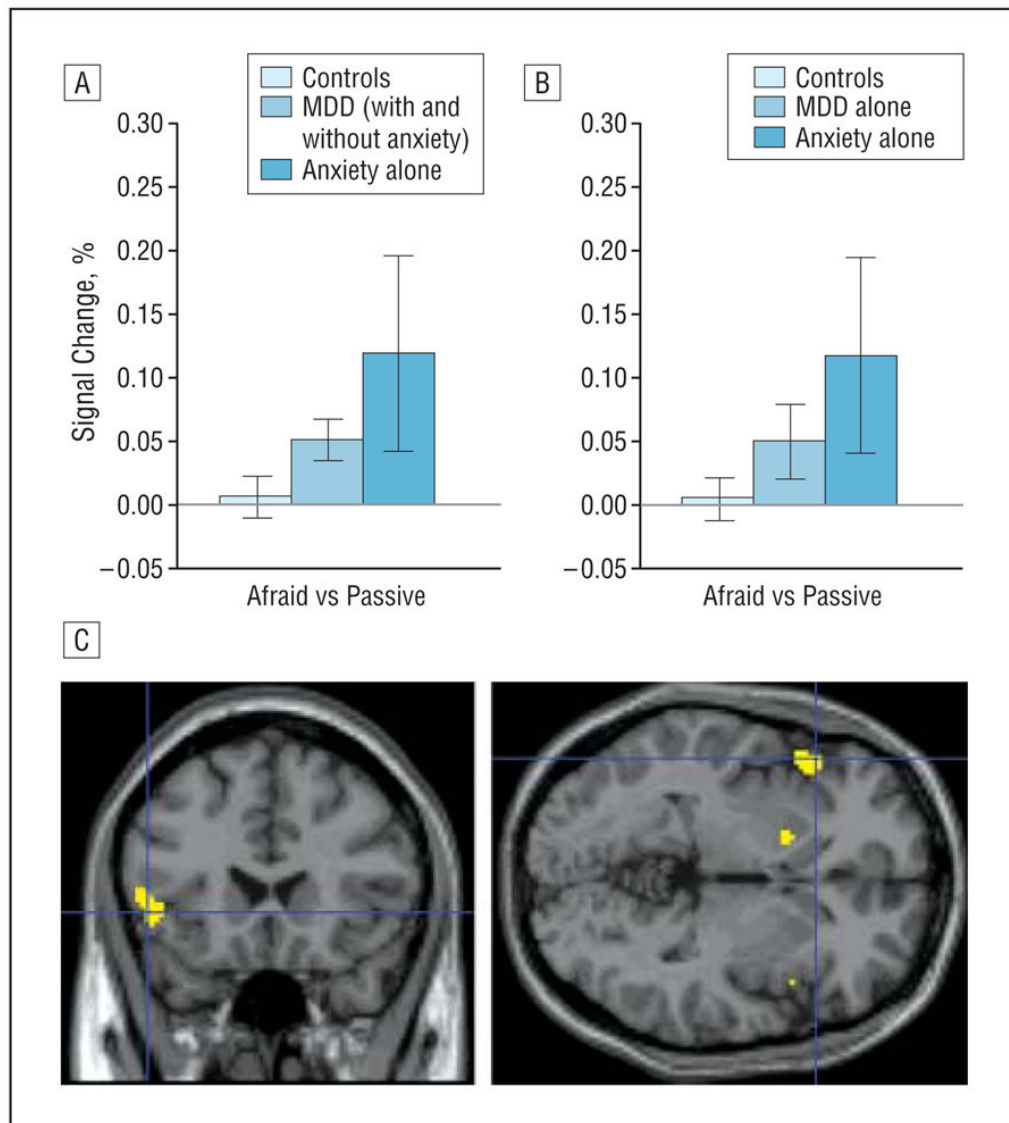 A
Controls
MDD (with and
without anxiety)
Anxiety alone
0.30
0.25
0.20
0.15
0.10
0.05
0.00
−0.05
Signal Change, %
Afraid vs Passive
B
Controls
MDD alone
Anxiety alone
0.30
0.25
0.20
0.15
0.10
0.05
0.00
−0.05
Afraid vs Passive
C